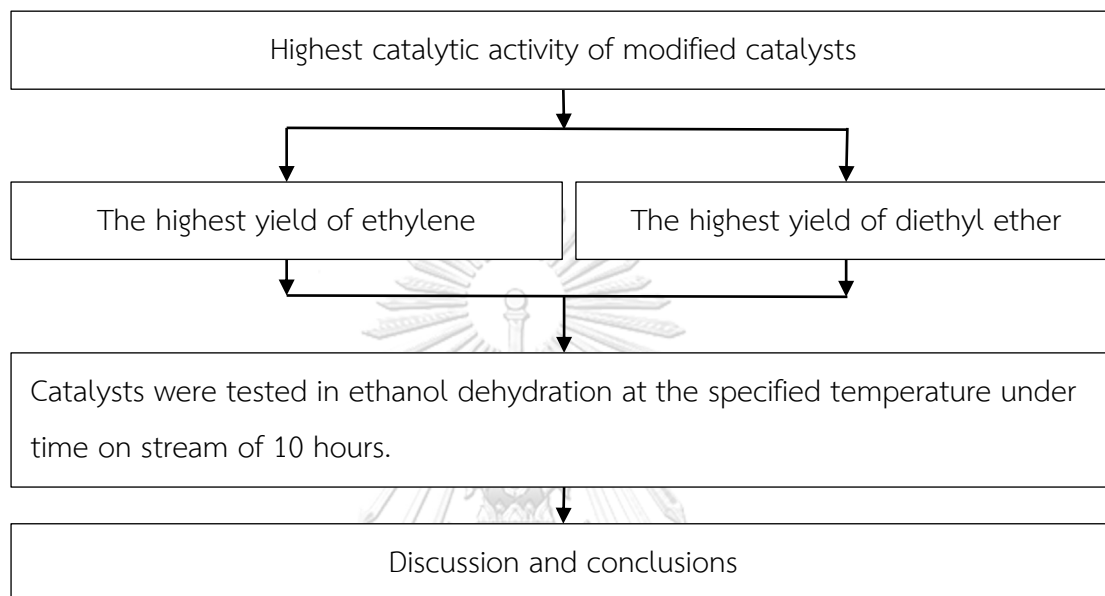 Highest catalytic activity of modified catalysts
The highest yield of ethylene
The highest yield of diethyl ether
Catalysts were tested in ethanol dehydration at the specified temperature under
time on stream of 10 hours.
Discussion and conclusions